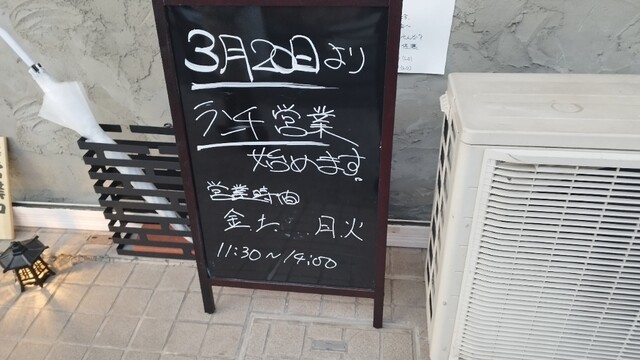 3月20日より
ランチ営業
始めます。
営業時間
金土...日火
11:30～14:00